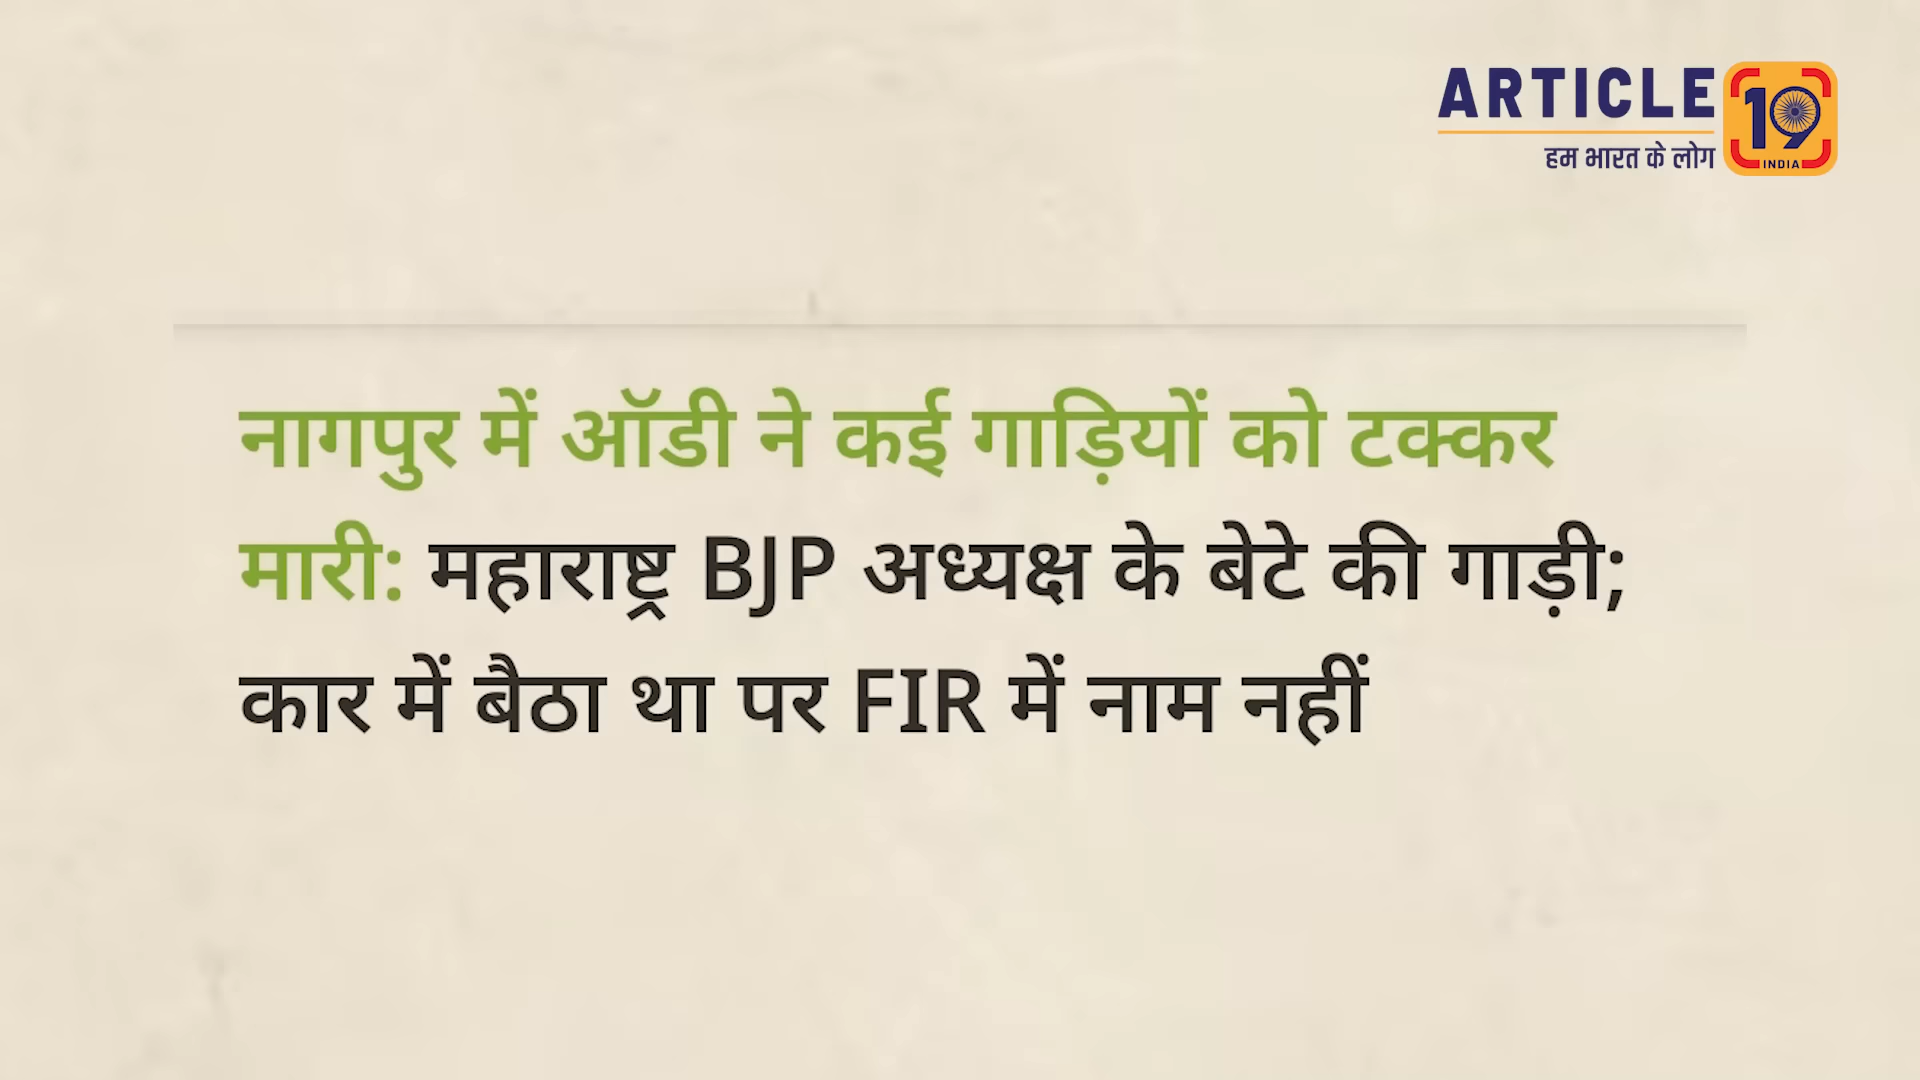 ARTICLE 19
हम भारत के लोग INDIA
नागपुर में ऑडी ने कई गाड़ियों को टक्कर
मारी: महाराष्ट्र BJP अध्यक्ष के बेटे की गाड़ी;
कार में बैठा था पर FIR में नाम नहीं